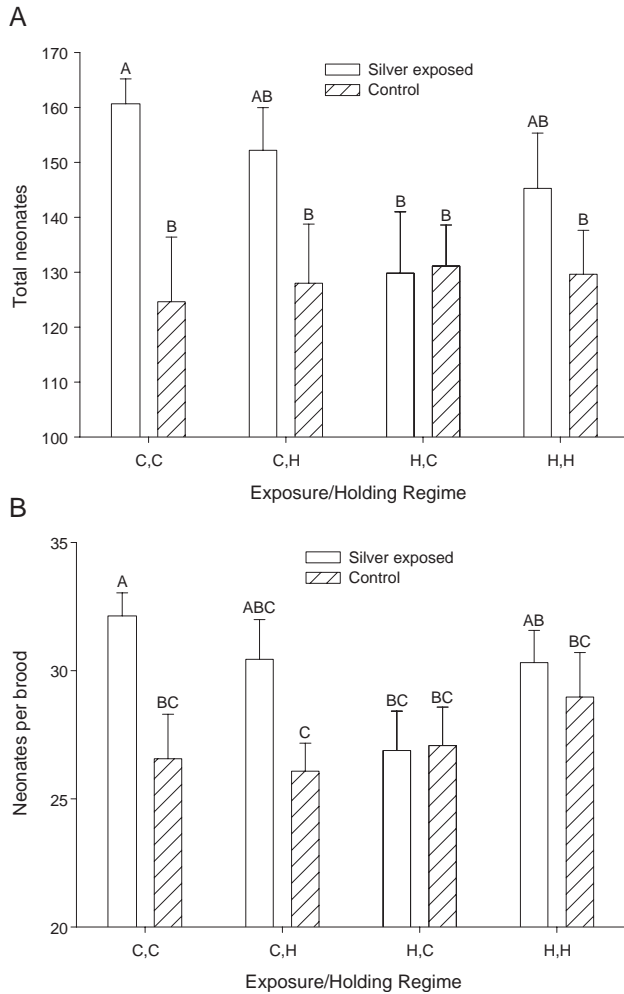 A
170
160
150
140
130
120
110
100
Total neonates
Silver exposed
Control
A
B
AB
B
B
B
AB
B
C,C
C,H
H,C
H,H
Exposure/Holding Regime
B
35
30
25
20
Neonates per brood
Silver exposed
Control
A
BC
ABC
C
BC
BC
AB
BC
C,C
C,H
H,C
H,H
Exposure/Holding Regime